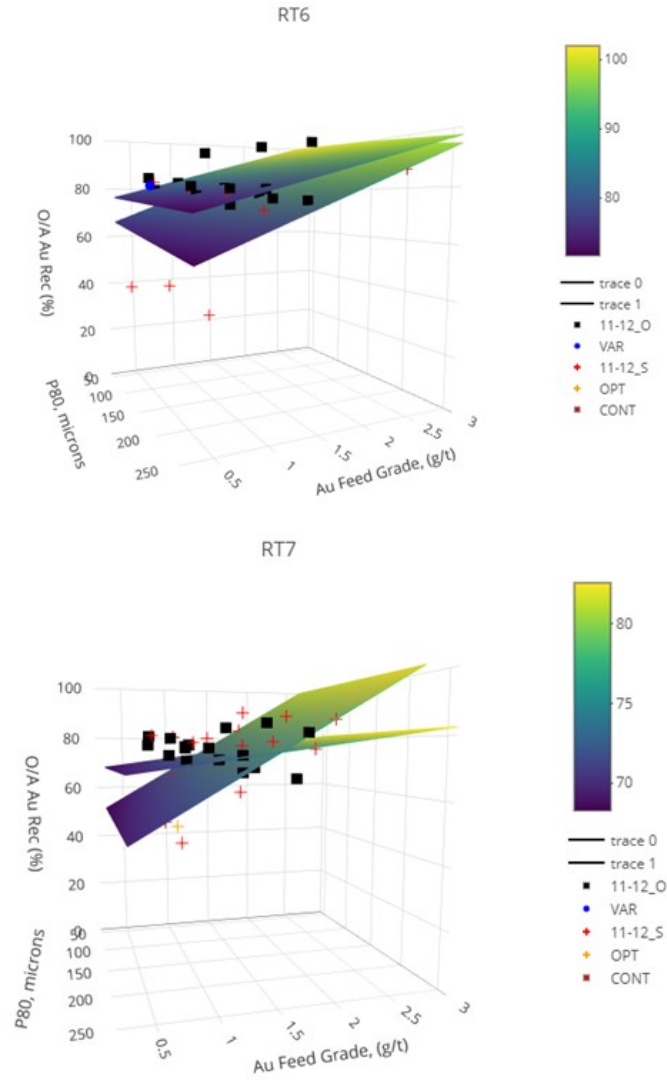 RT6
100
80
60
40
20
0
O/A Au Rec (%)
50
100
150
200
250
P80, microns
0.5
1
1.5
2
2.5
3
Au Feed Grade, (g/t)
100
90
80
trace 0
trace 1
11-12_O
VAR
11-12_S
OPT
CONT
RT7
100
80
60
40
20
0
O/A Au Rec (%)
50
100
150
200
250
P80, microns
0.5
1
1.5
2
2.5
3
Au Feed Grade, (g/t)
80
75
70
trace 0
trace 1
11-12_O
VAR
11-12_S
OPT
CONT